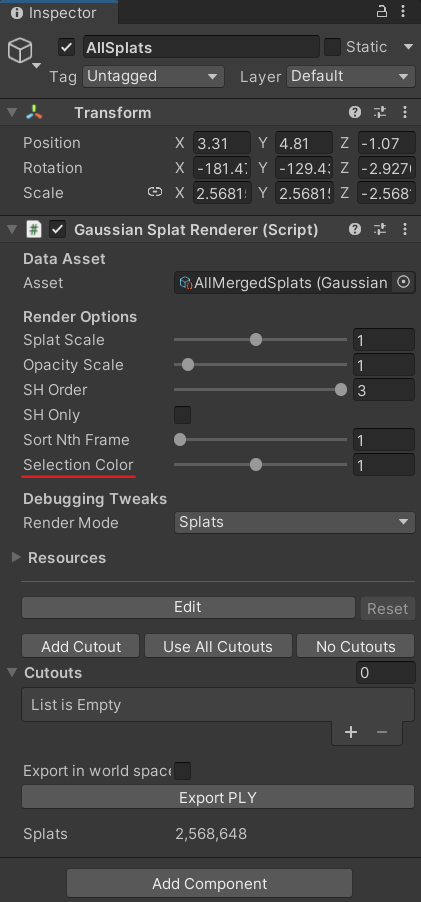 Inspector
AllSplats Static
Tag Untagged Layer Default
Transform
Position X 3.31 Y 4.81 Z -1.07
Rotation X -181.47 Y -129.43 Z -2.9276
Scale X 2.56815 Y 2.56815 Z -2.5681
# Gaussian Splat Renderer (Script)
Data Asset
Asset AllMergedSplats (Gaussian
Render Options
Splat Scale 1
Opacity Scale 1
SH Order 3
SH Only
Sort Nth Frame 1
Selection Color 1
Debugging Tweaks
Render Mode Splats
Resources
Edit Reset
Add Cutout Use All Cutouts No Cutouts
Cutouts 0
List is Empty
+ −
Export in world space
Export PLY
Splats 2,568,648
Add Component